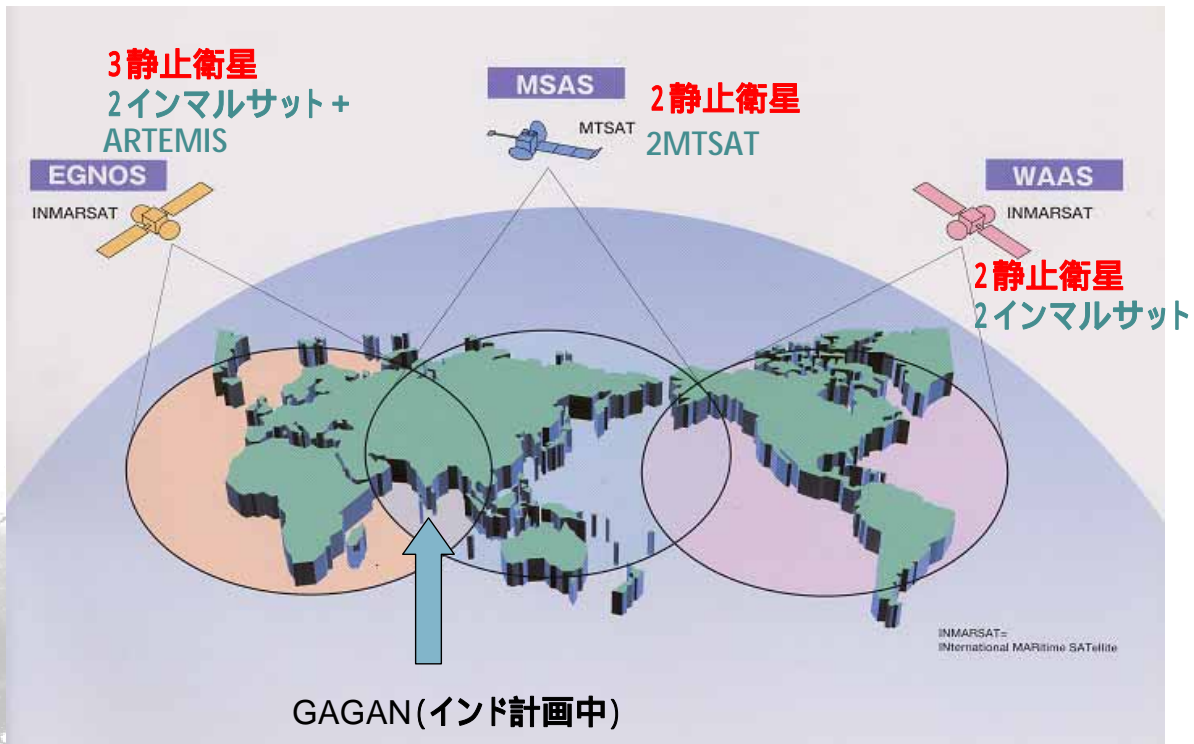 3静止衛星
2インマルサット+
ARTEMIS
EGNOS
INMARSAT
MSAS
MTSAT
2静止衛星
2MTSAT
WAAS
INMARSAT
2静止衛星
2インマルサット
INMARSAT=
INternational MARitime SATellite
GAGAN(インド計画中)